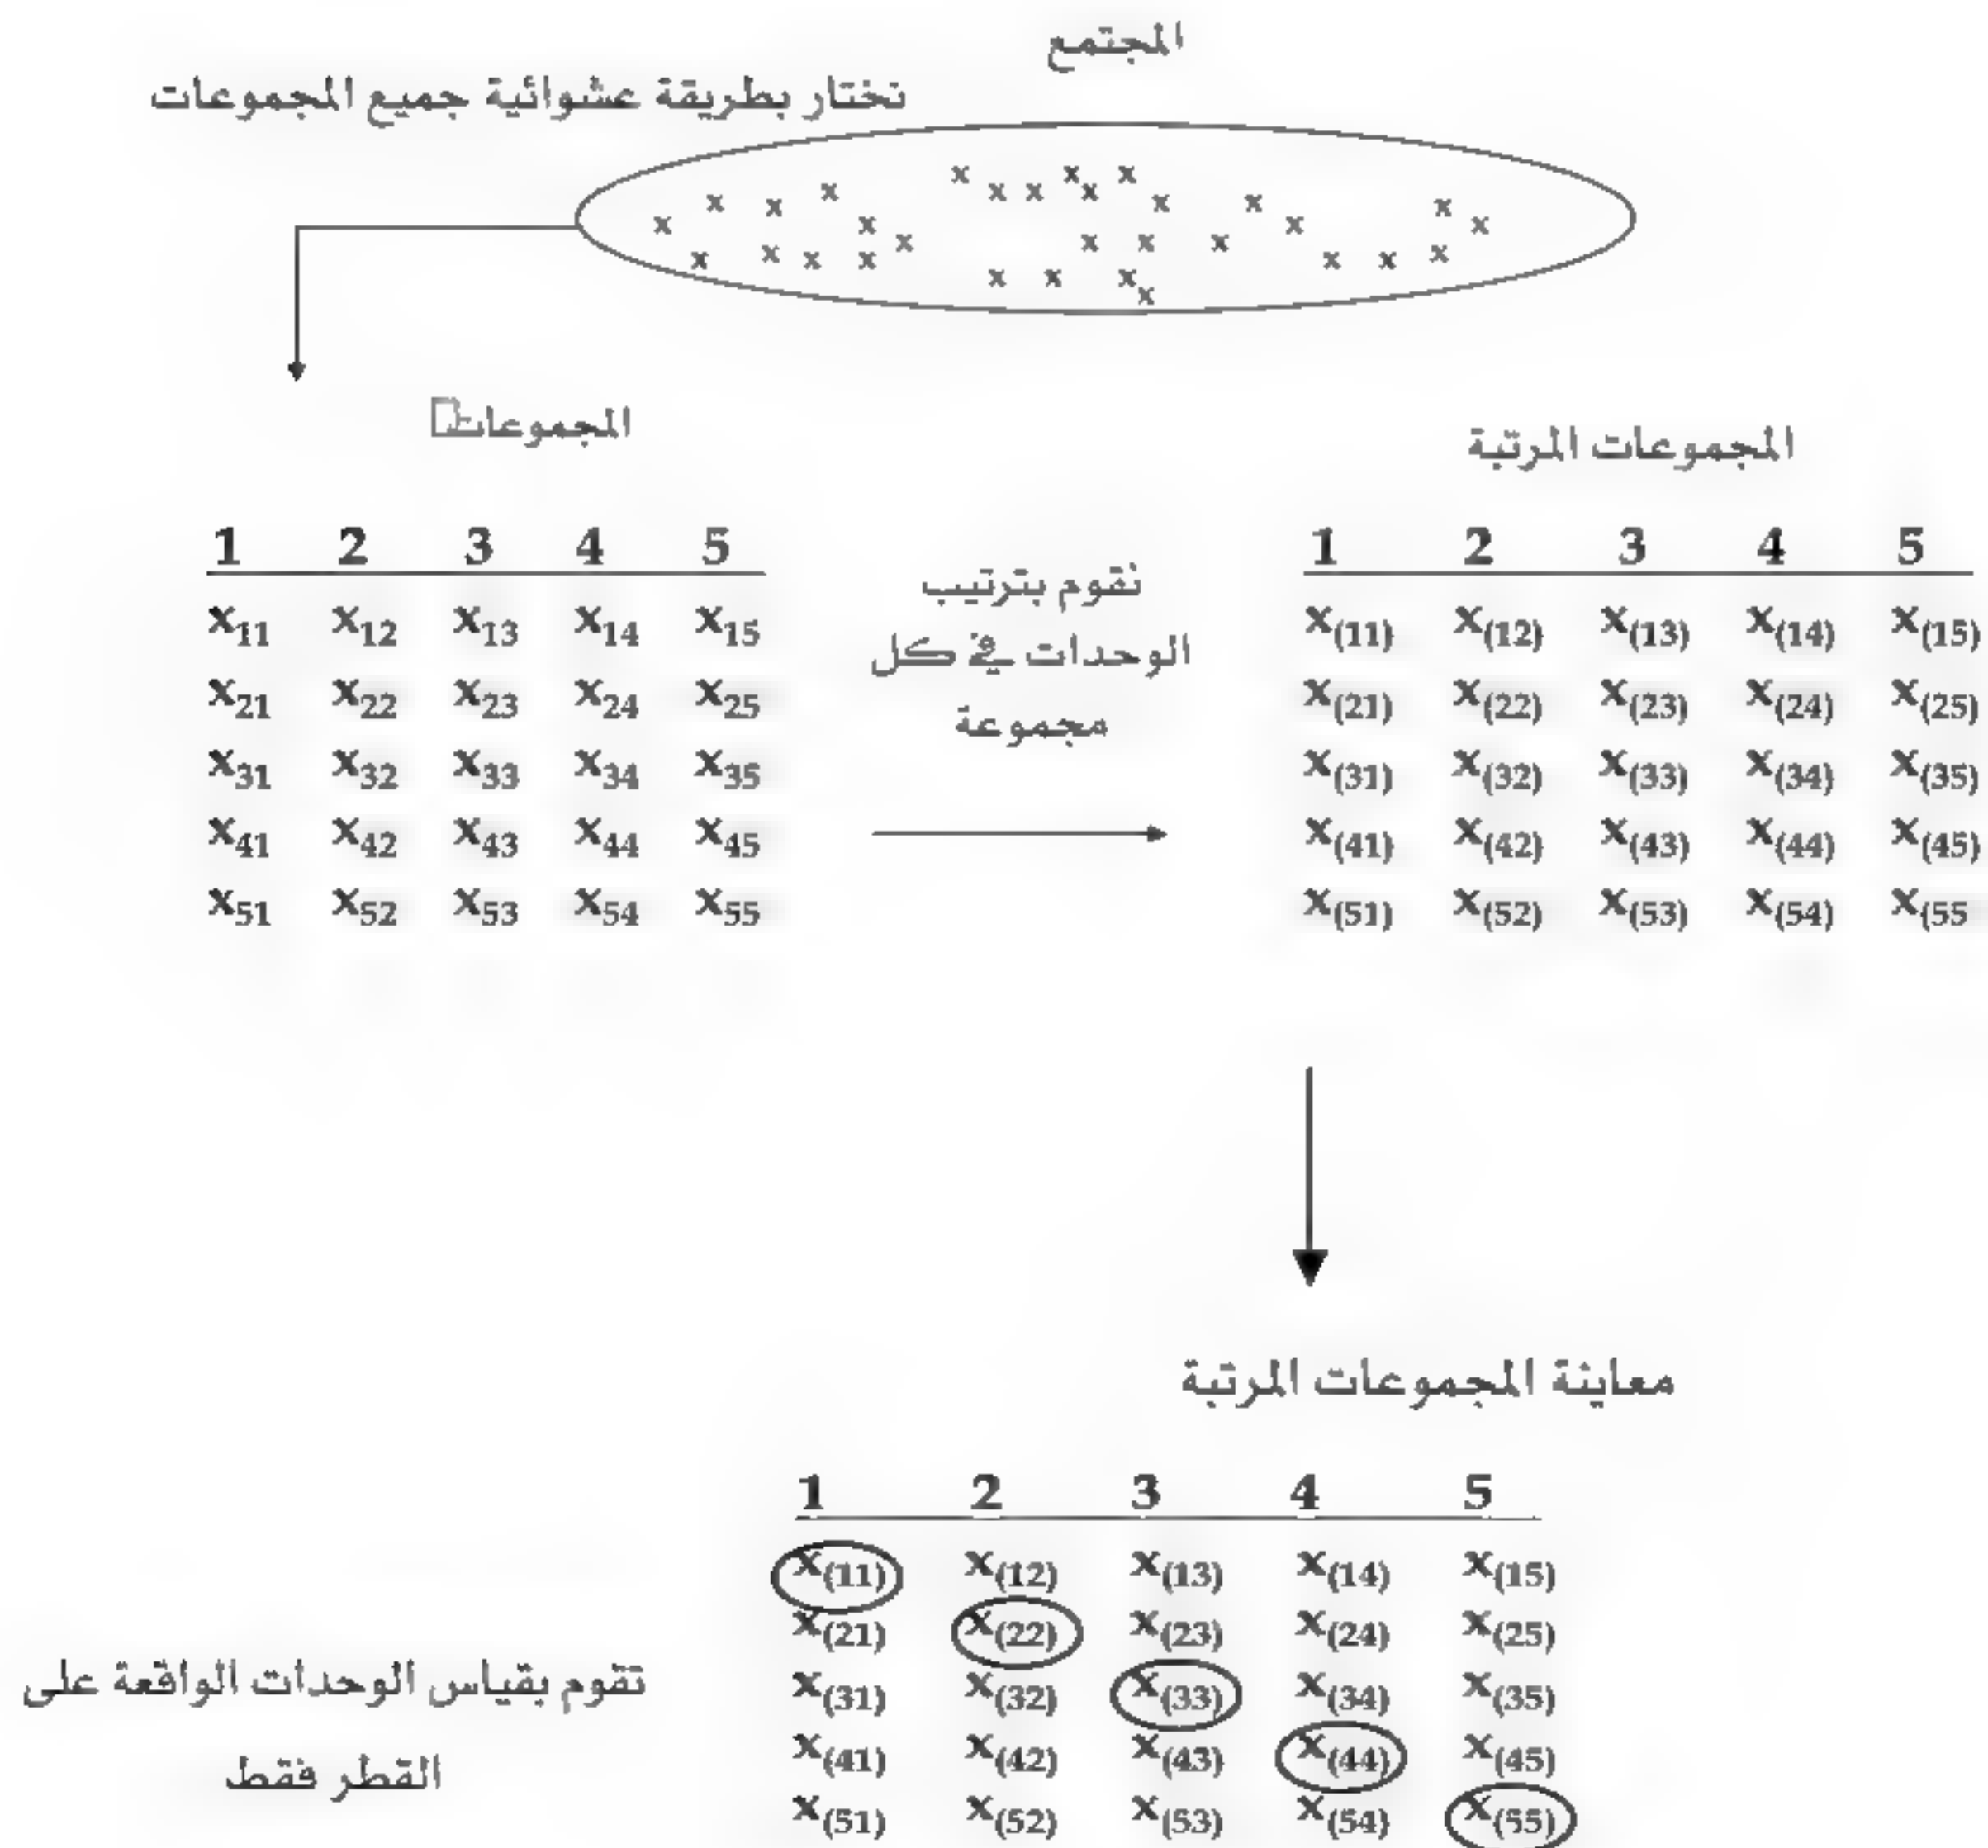 المجتمع
تختار بطريقة عشوائية جميع المجموعات
x x x x x x x x x x x x x x x x x x x x x x x x x x x x x x x x x x x
المجموعات
1 2 3 4 5
x11 x12 x13 x14 x15
x21 x22 x23 x24 x25
x31 x32 x33 x34 x35
x41 x42 x43 x44 x45
x51 x52 x53 x54 x55
نقوم بترتيب
الوحدات في كل
مجموعة
المجموعات المرتبة
1 2 3 4 5
x(11) x(12) x(13) x(14) x(15)
x(21) x(22) x(23) x(24) x(25)
x(31) x(32) x(33) x(34) x(35)
x(41) x(42) x(43) x(44) x(45)
x(51) x(52) x(53) x(54) x(55
معاينة المجموعات المرتبة
1 2 3 4 5
x(11) x(12) x(13) x(14) x(15)
x(21) x(22) x(23) x(24) x(25)
x(31) x(32) x(33) x(34) x(35)
x(41) x(42) x(43) x(44) x(45)
x(51) x(52) x(53) x(54) x(55)
تقوم بقياس الوحدات الواقعة على
القطر فقط